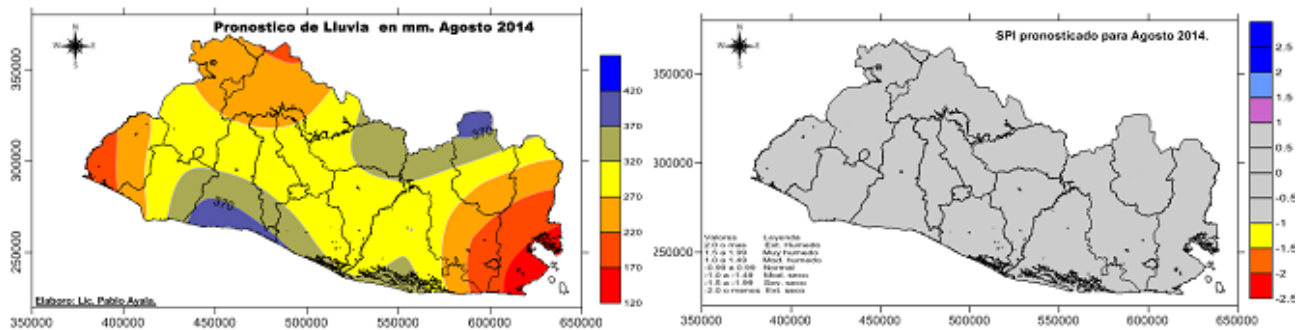 Pronostico de Lluvia en mm. Agosto 2014
N
W
E
S
350000
300000
250000
370
370
420
370
320
270
220
170
120
Elaboro: Lic. Pablo Ayala.
350000 400000 450000 500000 550000 600000 650000
SPI pronosticado para Agosto 2014.
N
W
E
S
350000
300000
250000
2.5
2
1.5
1
0.5
0
-0.5
-1
-1.5
-2
-2.5
Valores Leyenda
2.0 o mas Ext. Humedo
1.5 a 1.99 Muy humedo
1.0 a 1.49 Mod. humedo
-0.99 a 0.99 Normal
-1.0 a -1.49 Mod. seco
-1.5 a -1.99 Sev. seco
-2.0 o menos Ext. seco
350000 400000 450000 500000 550000 600000 650000